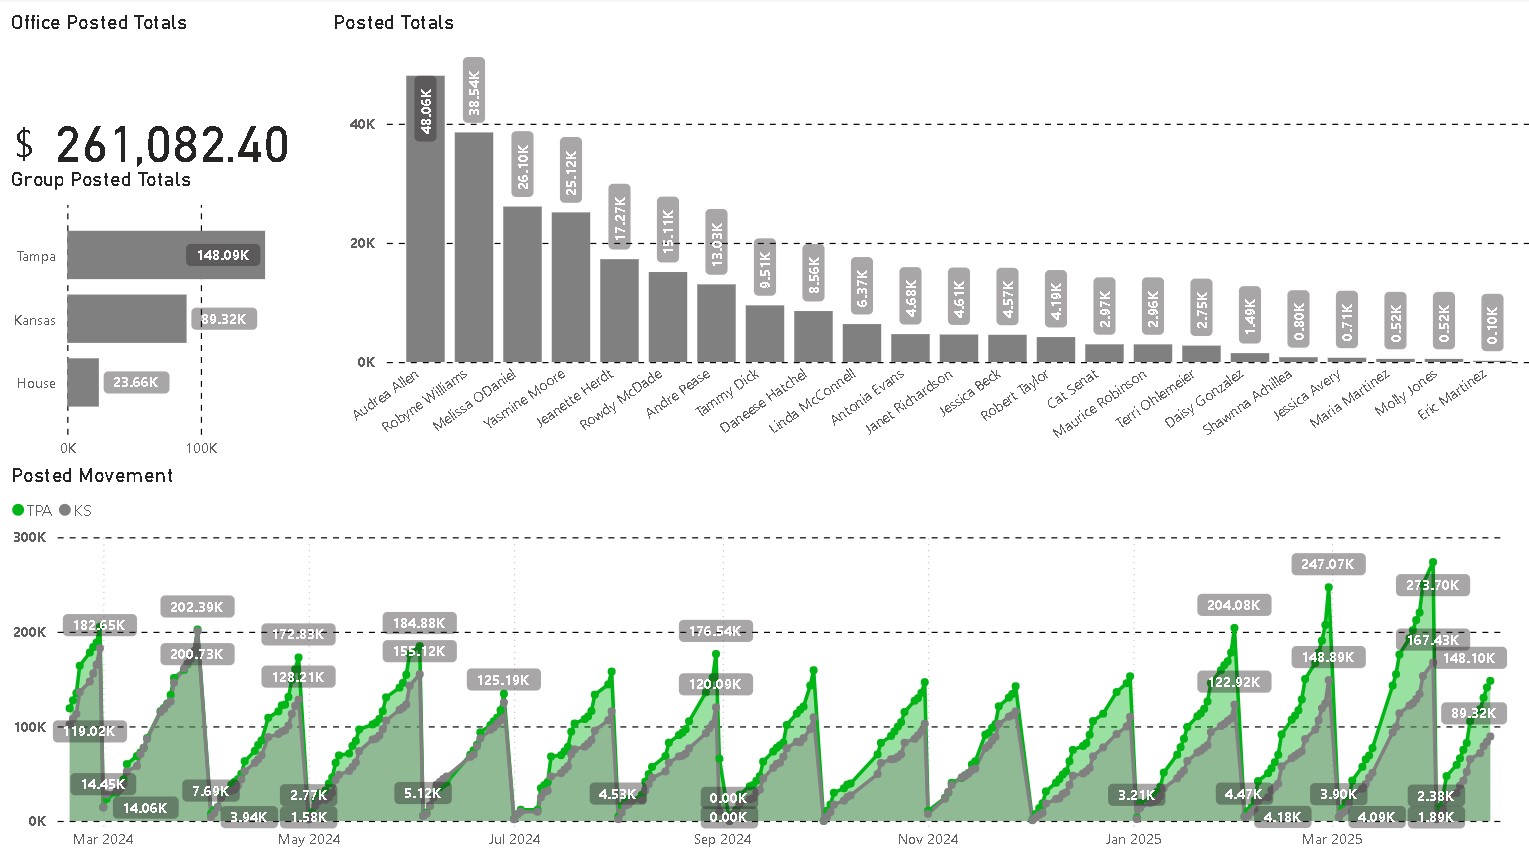 Office Posted Totals
$ 261,082.40
Group Posted Totals
Tampa
148.09K
Kansas
89.32K
House
23.66K
0K
100K
Posted Totals
40K
20K
0K
48.06K
38.54K
26.10K
25.12K
17.27K
15.11K
13.03K
9.51K
8.56K
6.37K
4.68K
4.61K
4.57K
4.19K
2.97K
2.96K
2.75K
1.49K
0.80K
0.71K
0.52K
0.52K
0.10K
Audrea Allen
Robyne Williams
Melissa ODaniel
Yasmine Moore
Jeanette Herdt
Rowdy McDade
Andre Pease
Tammy Dick
Daneese Hatchel
Linda McConnell
Antonia Evans
Janet Richardson
Jessica Beck
Robert Taylor
Cat Senat
Maurice Robinson
Terri Ohlemeier
Daisy Gonzalez
Shawnna Adhillea
Jessica Avery
Maria Martinez
Molly Jones
Eric Martinez
Posted Movement
TPA
KS
300K
200K
100K
0K
182.65K
119.02K
14.45K
14.06K
202.39K
200.73K
7.69K
3.94K
172.83K
128.21K
2.77K
1.58K
184.88K
155.12K
5.12K
125.19K
4.53K
176.54K
120.09K
0.00K
0.00K
3.21K
204.08K
122.92K
4.47K
4.18K
247.07K
148.89K
3.90K
4.09K
273.70K
167.43K
2.38K
1.89K
148.10K
89.32K
Mar 2024
May 2024
Jul 2024
Sep 2024
Nov 2024
Jan 2025
Mar 2025